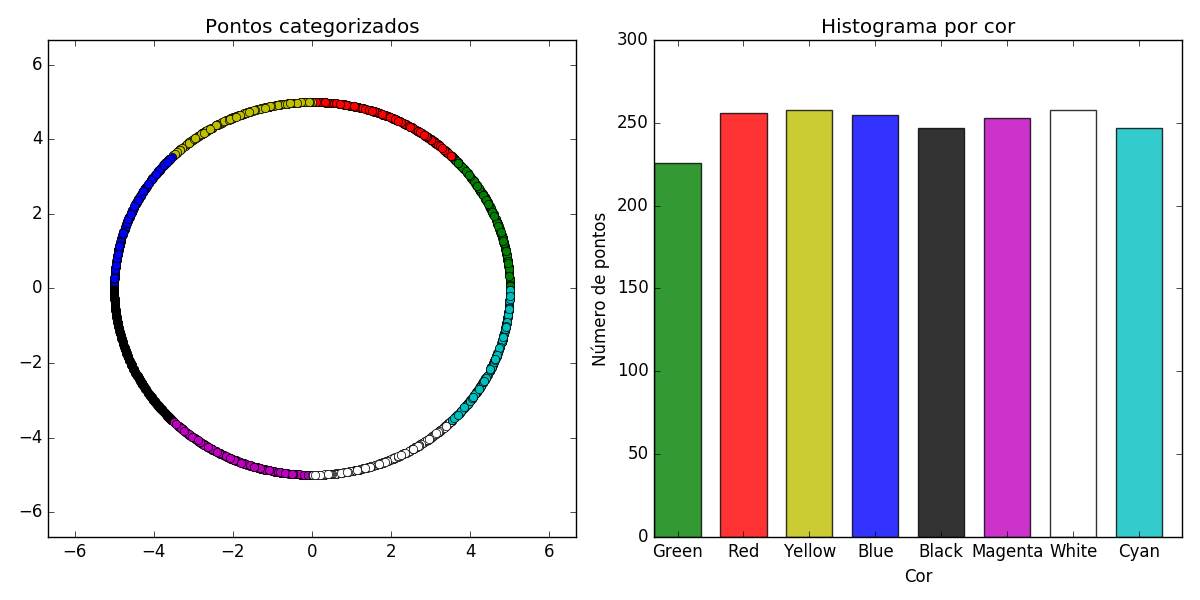 Pontos categorizados
6
4
2
0
−2
−4
−6
−6 −4 −2 0 2 4 6
Histograma por cor
Número de pontos
300
250
200
150
100
50
0
Green Red Yellow Blue Black Magenta White Cyan
Cor